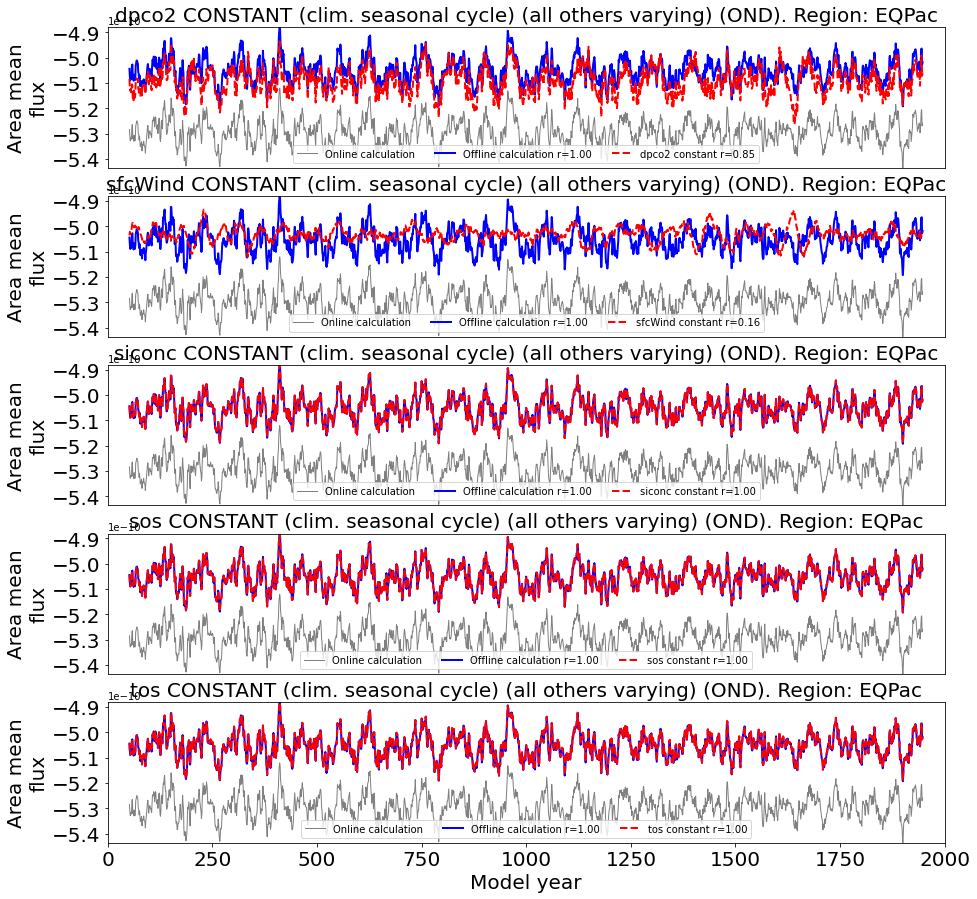 dpco2 CONSTANT (clim. seasonal cycle) (all others varying) (OND). Region: EQPac
1e−10
−4.9
−5.0
−5.1
−5.2
−5.3
−5.4
Area mean
flux
Online calculation
Offline calculation r=1.00
dpco2 constant r=0.85
sfcWind CONSTANT (clim. seasonal cycle) (all others varying) (OND). Region: EQPac
1e−10
−4.9
−5.0
−5.1
−5.2
−5.3
−5.4
Area mean
flux
Online calculation
Offline calculation r=1.00
sfcWind constant r=0.16
siconc CONSTANT (clim. seasonal cycle) (all others varying) (OND). Region: EQPac
1e−10
−4.9
−5.0
−5.1
−5.2
−5.3
−5.4
Area mean
flux
Online calculation
Offline calculation r=1.00
siconc constant r=1.00
sos CONSTANT (clim. seasonal cycle) (all others varying) (OND). Region: EQPac
1e−10
−4.9
−5.0
−5.1
−5.2
−5.3
−5.4
Area mean
flux
Online calculation
Offline calculation r=1.00
sos constant r=1.00
tos CONSTANT (clim. seasonal cycle) (all others varying) (OND). Region: EQPac
1e−10
−4.9
−5.0
−5.1
−5.2
−5.3
−5.4
Area mean
flux
Online calculation
Offline calculation r=1.00
tos constant r=1.00
0 250 500 750 1000 1250 1500 1750 2000
Model year